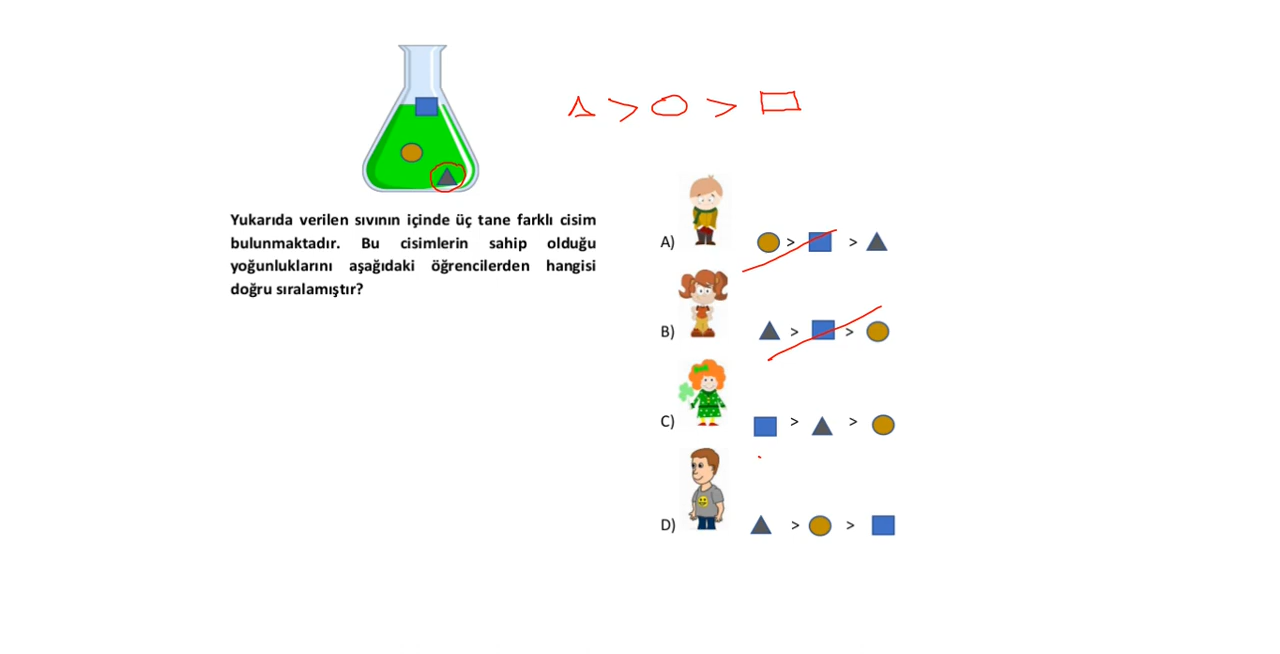 Yukarıda verilen sıvının içinde üç tane farklı cisim
bulunmaktadır. Bu cisimlerin sahip olduğu
yoğunluklarını aşağıdaki öğrencilerden hangisi
doğru sıralamıştır?
> >
A) > >
B) > >
C) > >
D) > >